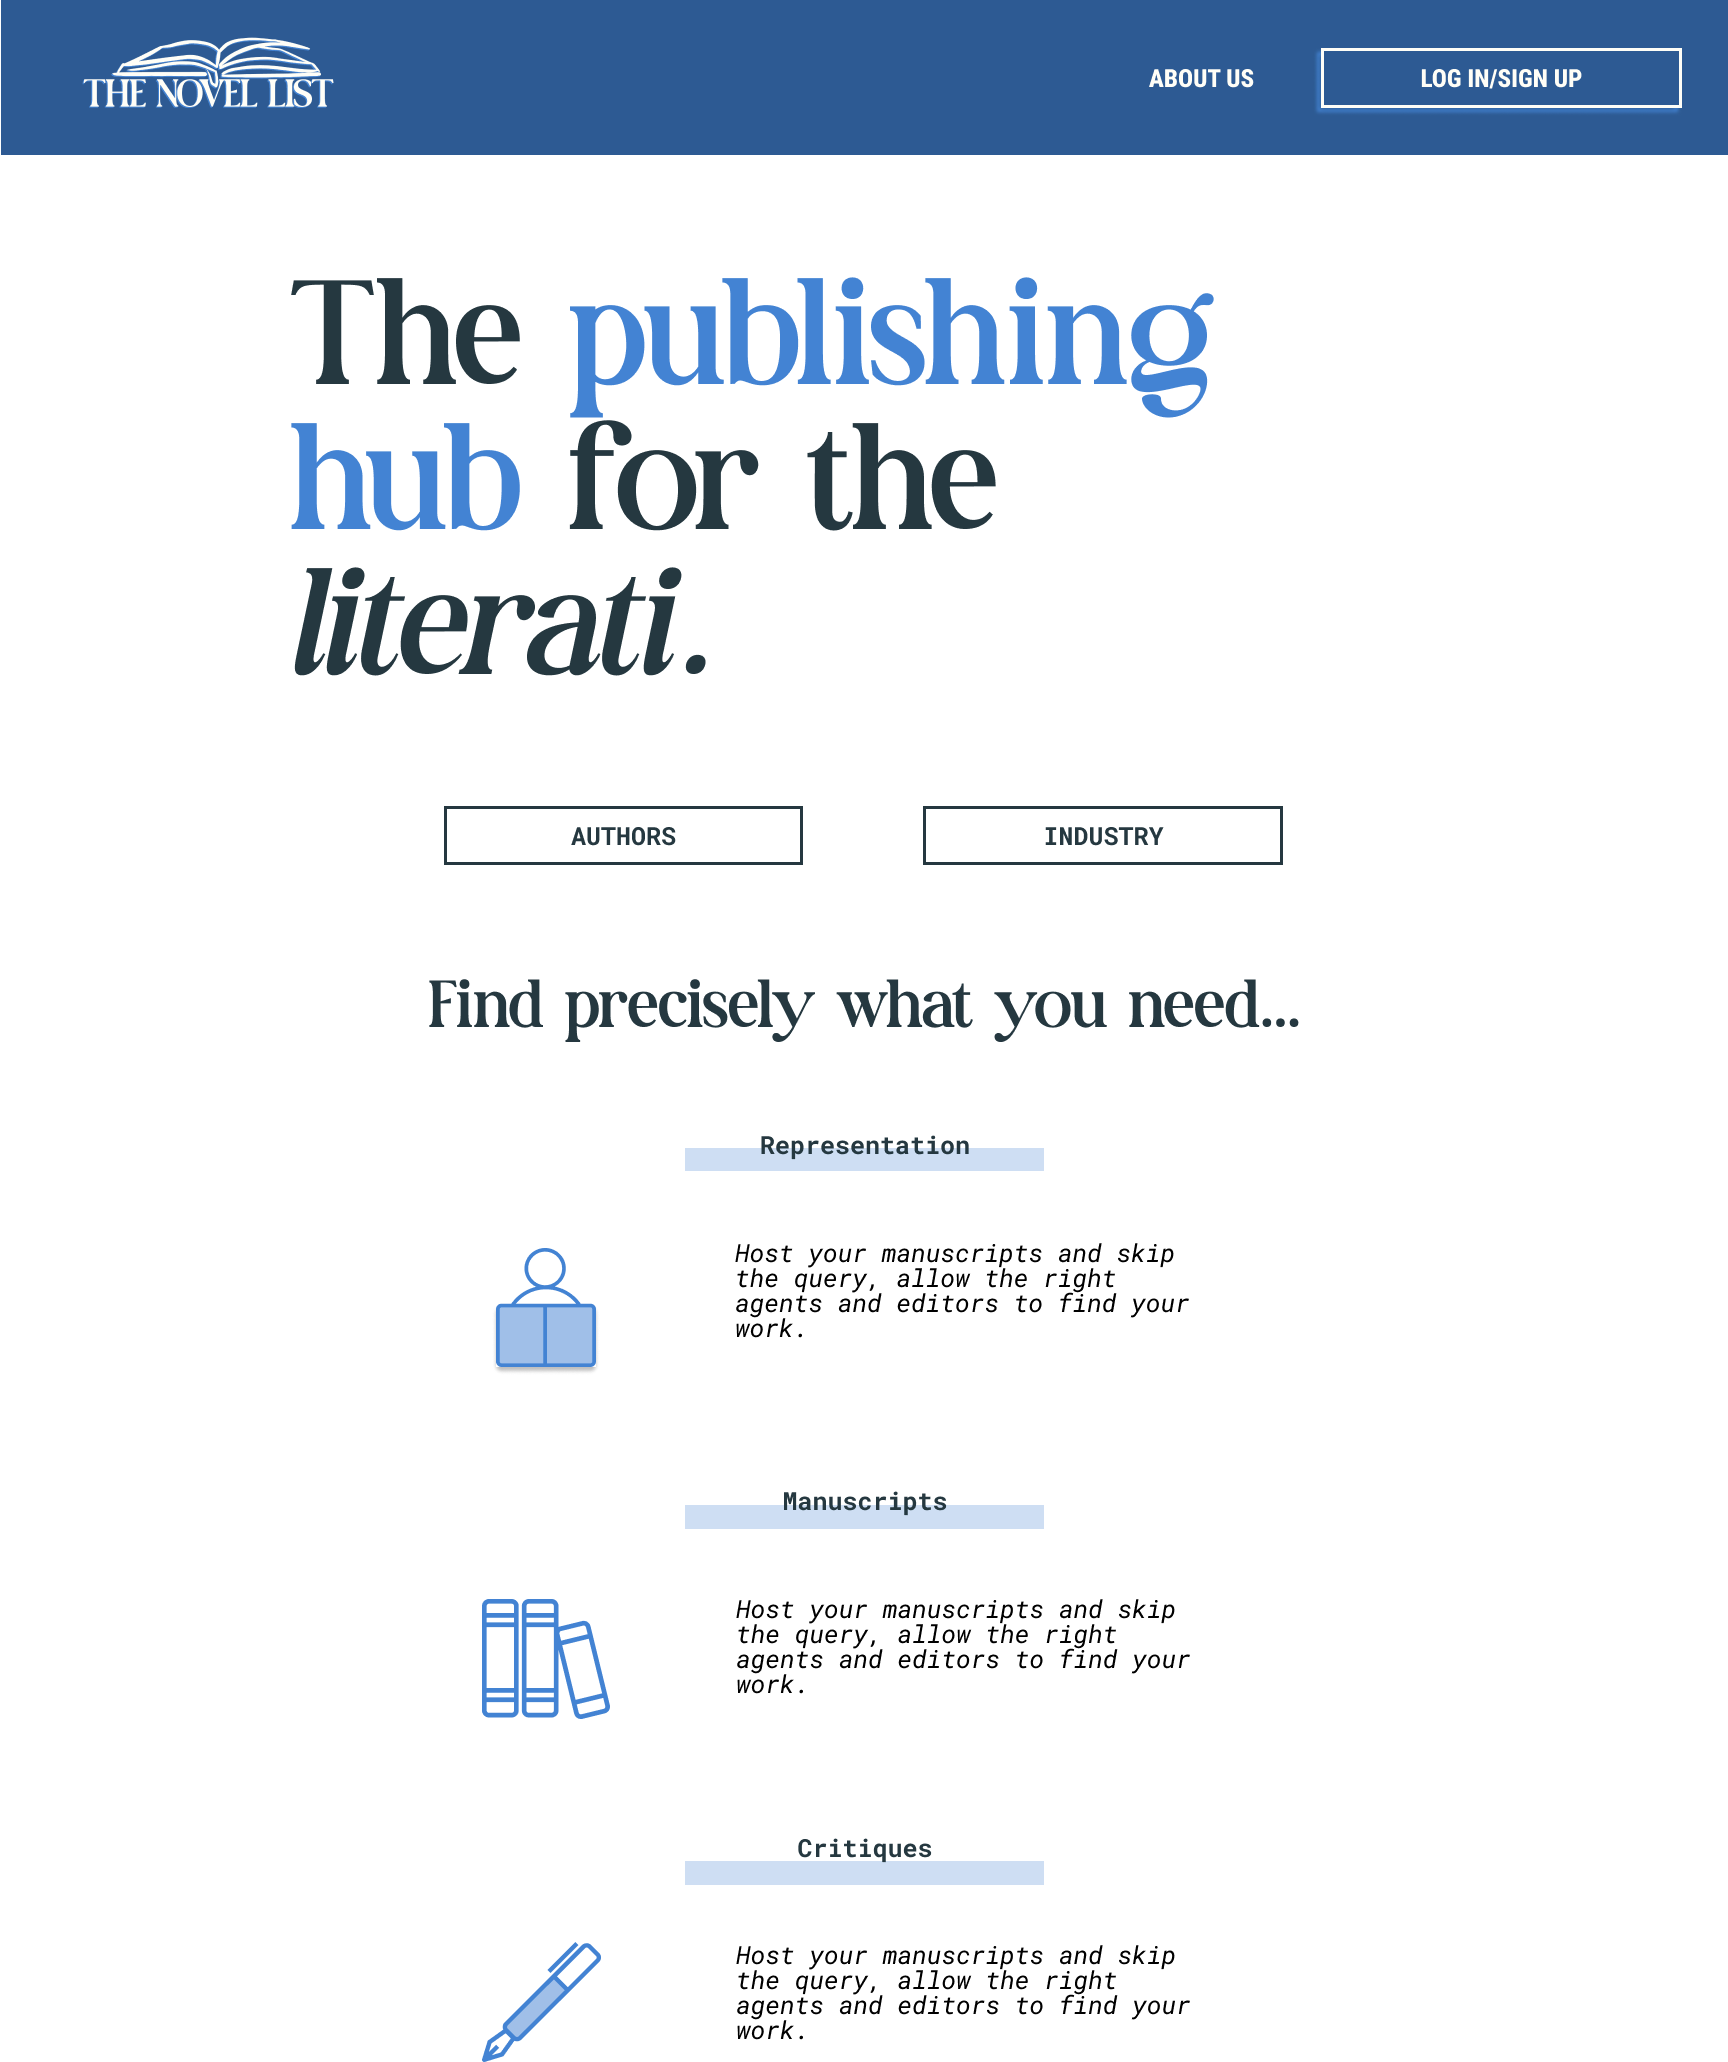 THE NOVEL LIST
ABOUT US
LOG IN/SIGN UP
The publishing
hub for the
literati.
AUTHORS
INDUSTRY
Find precisely what you need...
Representation
Host your manuscripts and skip
the query, allow the right
agents and editors to find your
work.
Manuscripts
Host your manuscripts and skip
the query, allow the right
agents and editors to find your
work.
Critiques
Host your manuscripts and skip
the query, allow the right
agents and editors to find your
work.